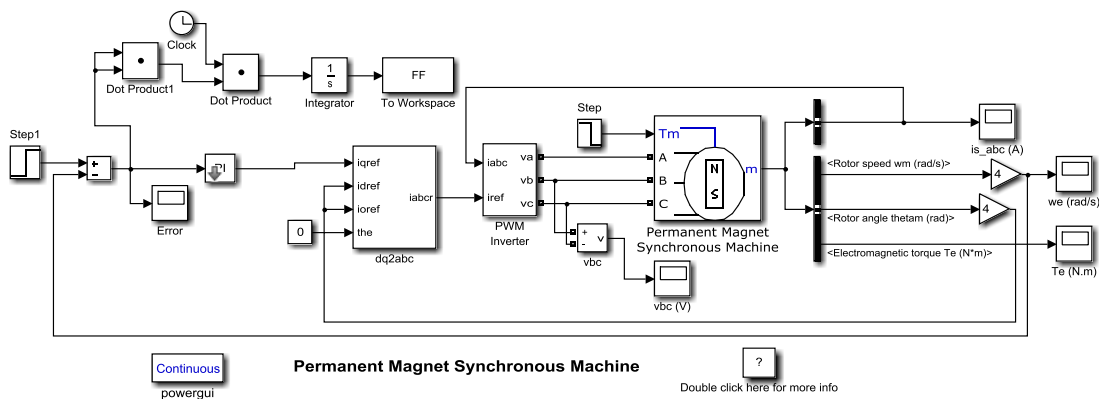 Clock
Dot Product1
Dot Product
1
s
Integrator
FF
To Workspace
Step1
+
-
PI
Error
0
iqref
idref
ioref
the
iabcr
dq2abc
iabc
iref
va
vb
vc
PWM
Inverter
Step
Tm
A
B
C
N
S
m
Permanent Magnet
Synchronous Machine
+
-
v
vbc
vbc (V)
is_abc (A)
<Rotor speed wm (rad/s)>
4
we (rad/s)
<Rotor angle thetam (rad)>
4
<Electromagnetic torque Te (N*m)>
Te (N.m)
Continuous
powergui
Permanent Magnet Synchronous Machine
?
Double click here for more info